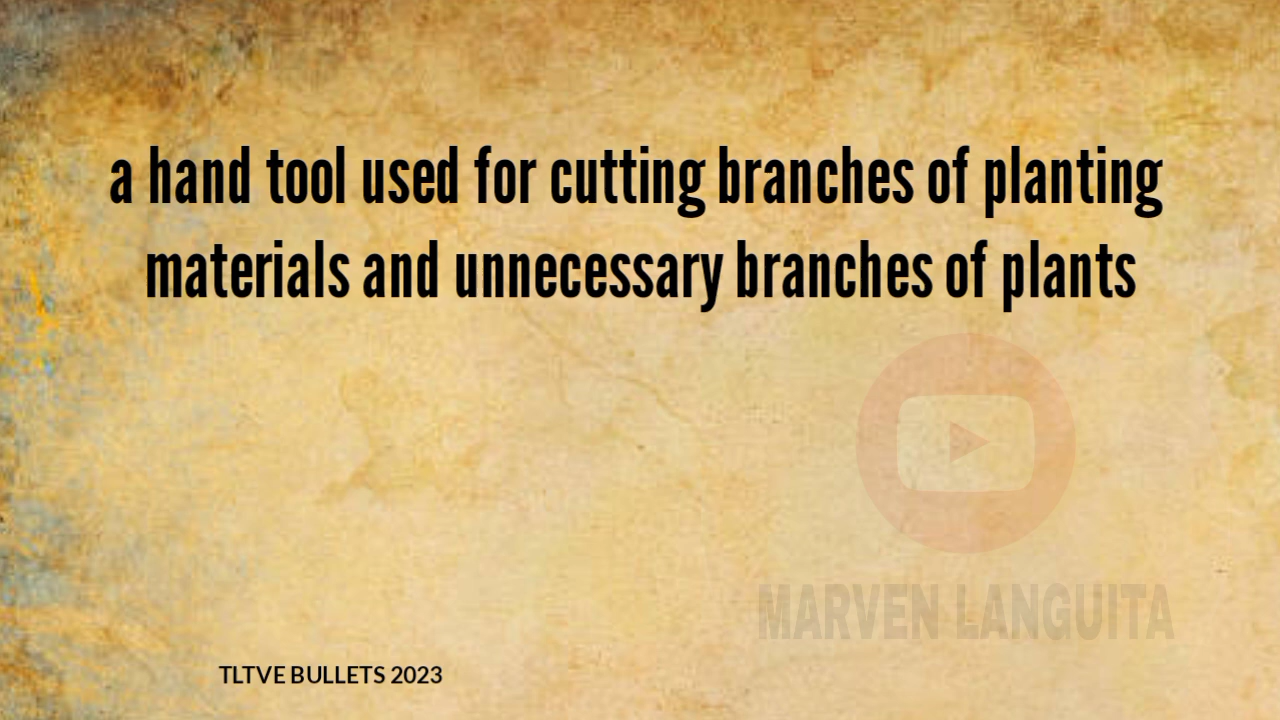 a hand tool used for cutting branches of planting
materials and unnecessary branches of plants
MARVEN LANGUITA
TLTVE BULLETS 2023